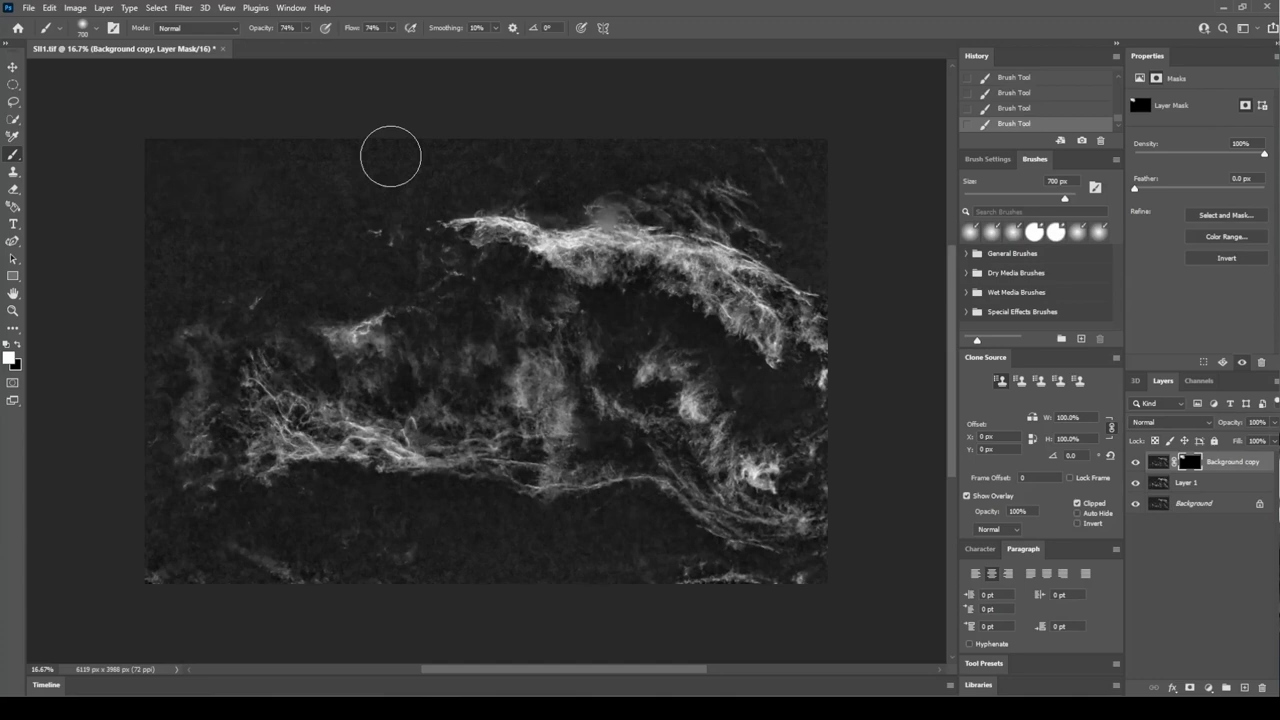 Ps File Edit Image Layer Type Select Filter 3D View Plugins Window Help
700 Mode: Normal Opacity: 74% Flow: 74% Smoothing: 10% 0°
SII1.tif @ 16.7% (Background copy, Layer Mask/16) * ×
History
Brush Tool
Brush Tool
Brush Tool
Brush Tool
Brush Settings Brushes
Size: 700 px
Search Brushes
General Brushes
Dry Media Brushes
Wet Media Brushes
Special Effects Brushes
Clone Source
Offset: W: 100.0%
X: 0 px H: 100.0%
Y: 0 px 0.0 °
Frame Offset: 0 Lock Frame
Show Overlay Clipped
Opacity: 100% Auto Hide
Normal Invert
Character Paragraph
0 pt 0 pt
0 pt
0 pt 0 pt
Hyphenate
Tool Presets
Libraries
Properties
Masks
Layer Mask
Density: 100%
Feather: 0.0 px
Refine: Select and Mask...
Color Range...
Invert
3D Layers Channels
Kind
Normal Opacity: 100%
Lock: Fill: 100%
Background copy
Layer 1
Background
fx
16.67% 6119 px x 3988 px (72 ppi)
Timeline